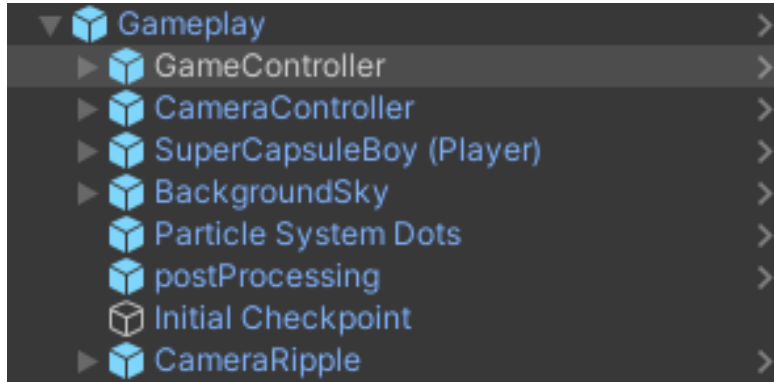 Gameplay
GameController
CameraController
SuperCapsuleBoy (Player)
BackgroundSky
Particle System Dots
postProcessing
Initial Checkpoint
CameraRipple